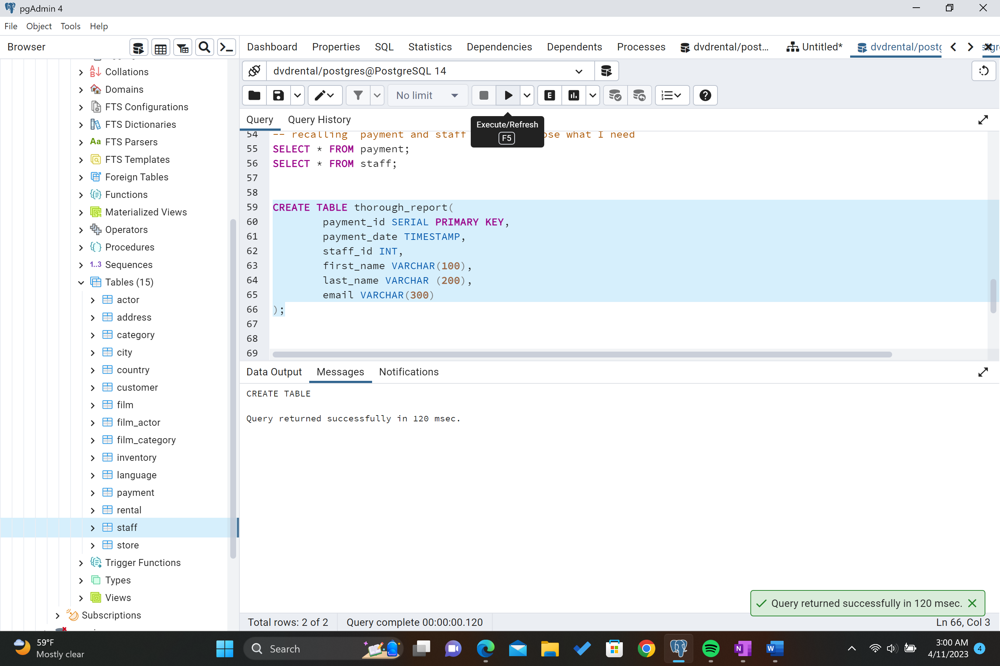 pgAdmin 4
File Object Tools Help
Browser
Dashboard Properties SQL Statistics Dependencies Dependents Processes dvdrental/post... Untitled* dvdrental/postg
dvdrental/postgres@PostgreSQL 14
No limit
Query Query History
Execute/Refresh
F5
Collations
Domains
FTS Configurations
FTS Dictionaries
Aa FTS Parsers
FTS Templates
Foreign Tables
Functions
Materialized Views
Operators
Procedures
1..3 Sequences
Tables (15)
actor
address
category
city
country
customer
film
film_actor
film_category
inventory
language
payment
rental
staff
store
Trigger Functions
Types
Views
Subscriptions
54 -- recalling payment and staff ose what I need
55 SELECT * FROM payment;
56 SELECT * FROM staff;
57
58
59 CREATE TABLE thorough_report(
60 payment_id SERIAL PRIMARY KEY,
61 payment_date TIMESTAMP,
62 staff_id INT,
63 first_name VARCHAR(100),
64 last_name VARCHAR (200),
65 email VARCHAR(300)
66 );
67
68
69
Data Output Messages Notifications
CREATE TABLE
Query returned successfully in 120 msec.
Query returned successfully in 120 msec.
Total rows: 2 of 2 Query complete 00:00:00.120 Ln 66, Col 3
59°F
Mostly clear
Search
3:00 AM
4/11/2023
4